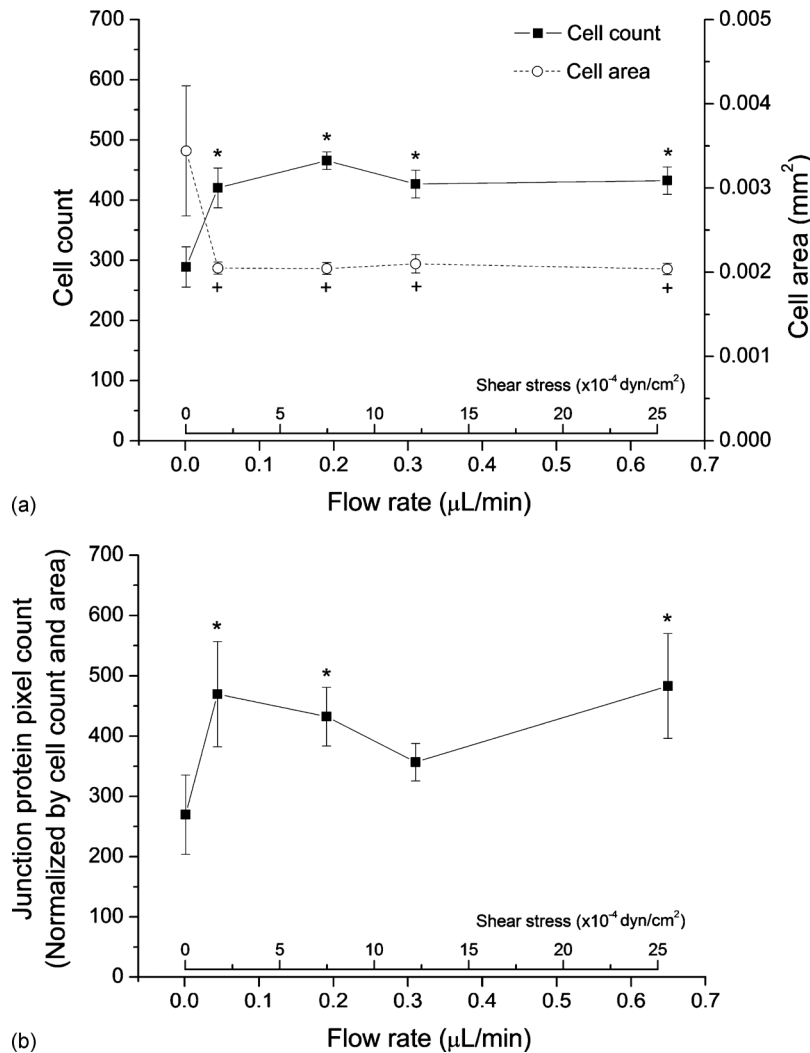 700
600
500
400
300
200
100
0
Cell count
Cell count
Cell area
0.005
0.004
0.003
0.002
0.001
0.000
Cell area (mm²)
* * * *
+ + + +
Shear stress (x10⁻⁴ dyn/cm²)
0 5 10 15 20 25
0.0 0.1 0.2 0.3 0.4 0.5 0.6 0.7
Flow rate (μL/min)
(a)
700
600
500
400
300
200
100
0
Junction protein pixel count
(Normalized by cell count and area)
* * *
Shear stress (x10⁻⁴ dyn/cm²)
0 5 10 15 20 25
0.0 0.1 0.2 0.3 0.4 0.5 0.6 0.7
Flow rate (μL/min)
(b)